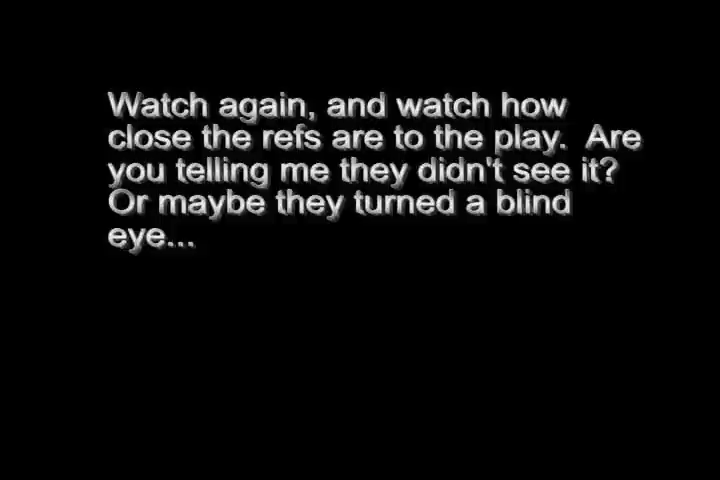 Watch again, and watch how
close the refs are to the play.  Are
you telling me they didn't see it?
Or maybe they turned a blind
eye...